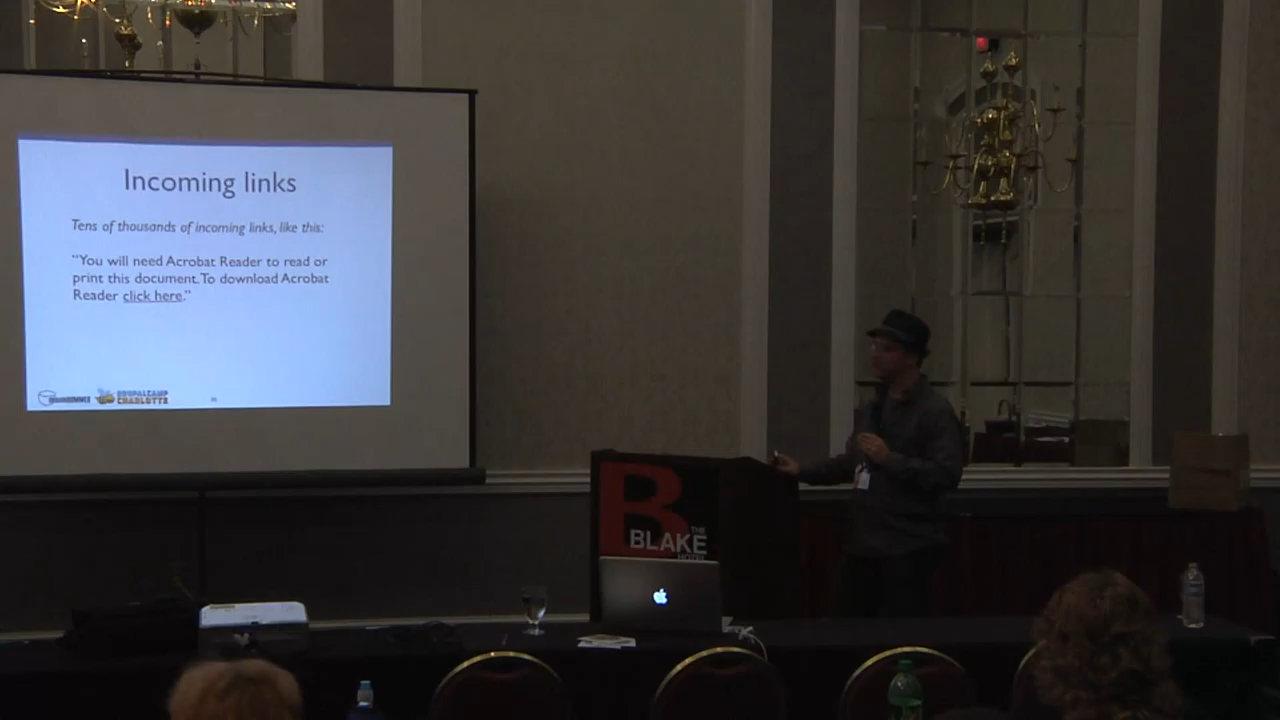 Incoming links
Tens of thousands of incoming links, like this:
"You will need Acrobat Reader to read or
print this document. To download Acrobat
Reader click here."
DRUPALCAMP
CHARLOTTE
B
THE
BLAKE
HOTEL